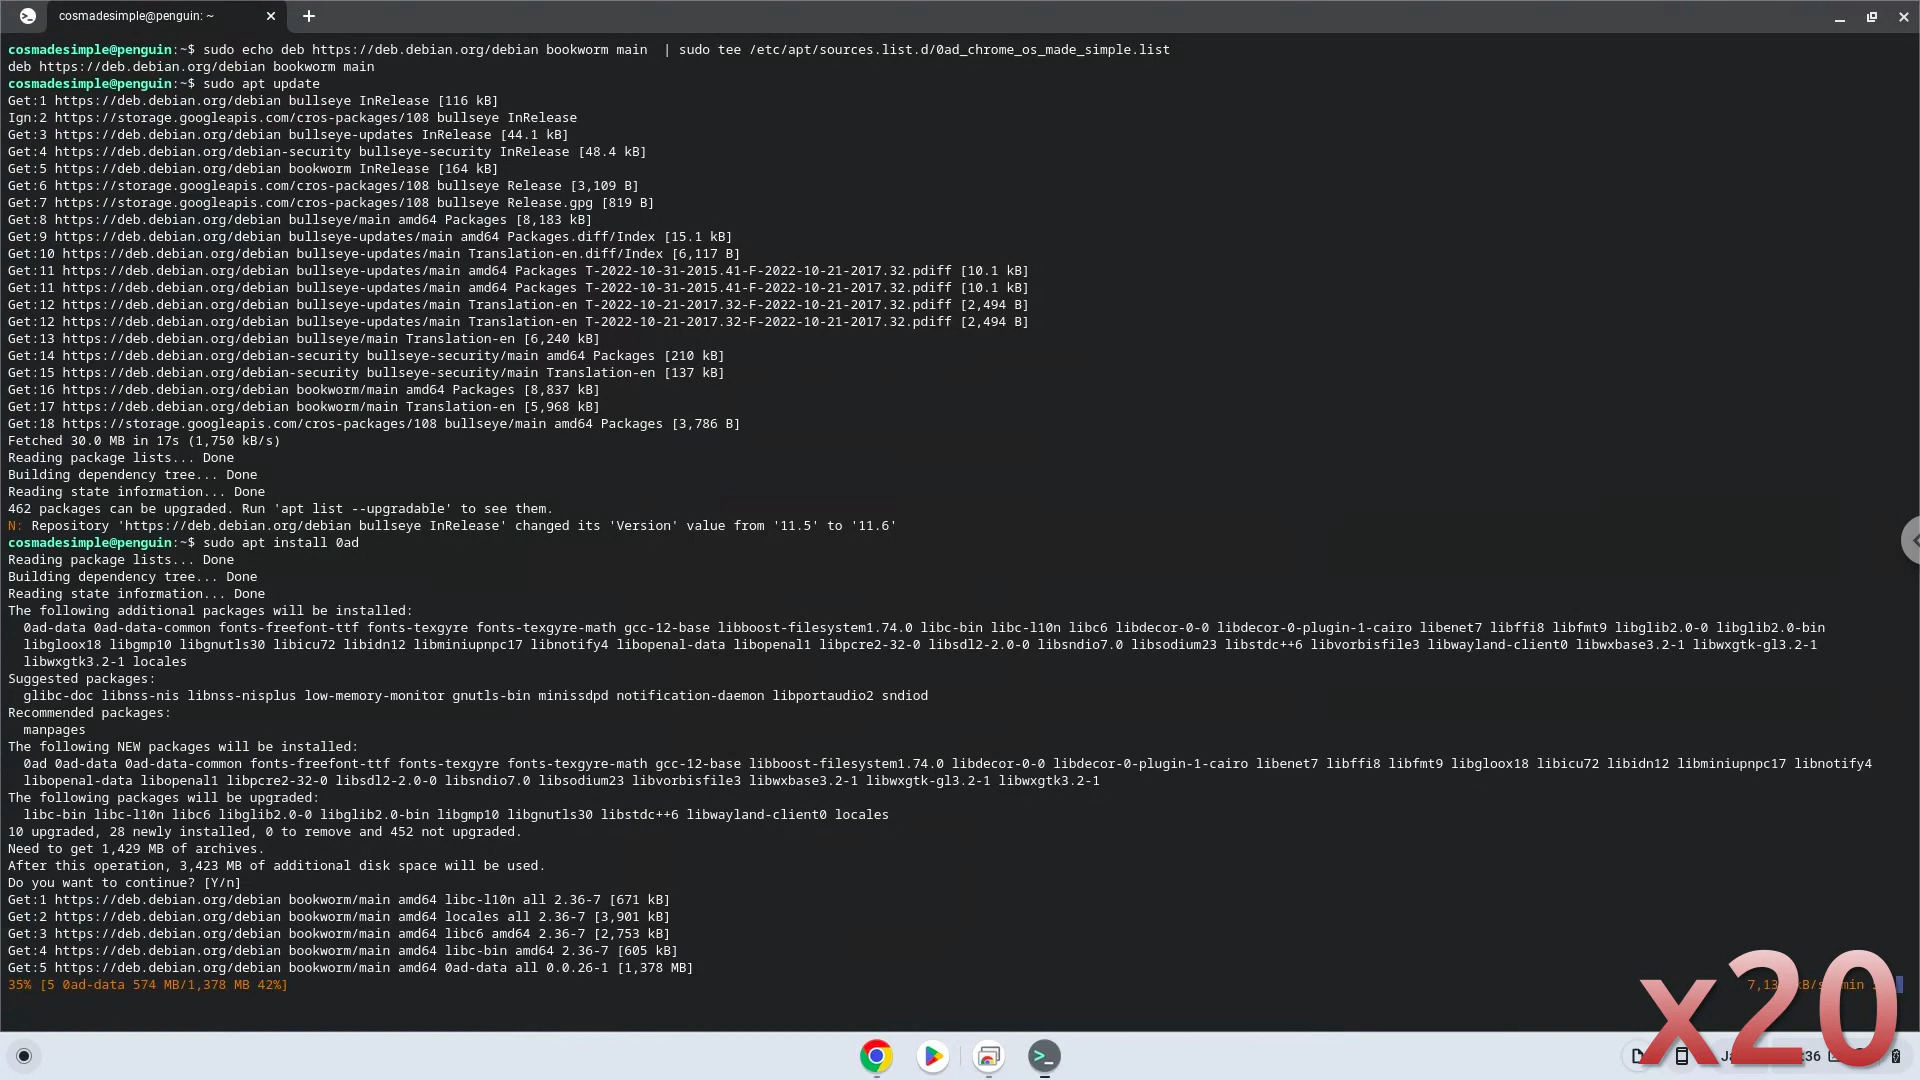 cosmadesimple@penguin: ~
cosmadesimple@penguin:~$ sudo echo deb https://deb.debian.org/debian bookworm main  | sudo tee /etc/apt/sources.list.d/0ad_chrome_os_made_simple.list
deb https://deb.debian.org/debian bookworm main
cosmadesimple@penguin:~$ sudo apt update
Get:1 https://deb.debian.org/debian bullseye InRelease [116 kB]
Ign:2 https://storage.googleapis.com/cros-packages/108 bullseye InRelease
Get:3 https://deb.debian.org/debian bullseye-updates InRelease [44.1 kB]
Get:4 https://deb.debian.org/debian-security bullseye-security InRelease [48.4 kB]
Get:5 https://deb.debian.org/debian bookworm InRelease [164 kB]
Get:6 https://storage.googleapis.com/cros-packages/108 bullseye Release [3,109 B]
Get:7 https://storage.googleapis.com/cros-packages/108 bullseye Release.gpg [819 B]
Get:8 https://deb.debian.org/debian bullseye/main amd64 Packages [8,183 kB]
Get:9 https://deb.debian.org/debian bullseye-updates/main amd64 Packages.diff/Index [15.1 kB]
Get:10 https://deb.debian.org/debian bullseye-updates/main Translation-en.diff/Index [6,117 B]
Get:11 https://deb.debian.org/debian bullseye-updates/main amd64 Packages T-2022-10-31-2015.41-F-2022-10-21-2017.32.pdiff [10.1 kB]
Get:11 https://deb.debian.org/debian bullseye-updates/main amd64 Packages T-2022-10-31-2015.41-F-2022-10-21-2017.32.pdiff [10.1 kB]
Get:12 https://deb.debian.org/debian bullseye-updates/main Translation-en T-2022-10-21-2017.32-F-2022-10-21-2017.32.pdiff [2,494 B]
Get:12 https://deb.debian.org/debian bullseye-updates/main Translation-en T-2022-10-21-2017.32-F-2022-10-21-2017.32.pdiff [2,494 B]
Get:13 https://deb.debian.org/debian bullseye/main Translation-en [6,240 kB]
Get:14 https://deb.debian.org/debian-security bullseye-security/main amd64 Packages [210 kB]
Get:15 https://deb.debian.org/debian-security bullseye-security/main Translation-en [137 kB]
Get:16 https://deb.debian.org/debian bookworm/main amd64 Packages [8,837 kB]
Get:17 https://deb.debian.org/debian bookworm/main Translation-en [5,968 kB]
Get:18 https://storage.googleapis.com/cros-packages/108 bullseye/main amd64 Packages [3,786 B]
Fetched 30.0 MB in 17s (1,750 kB/s)
Reading package lists... Done
Building dependency tree... Done
Reading state information... Done
462 packages can be upgraded. Run 'apt list --upgradable' to see them.
N: Repository 'https://deb.debian.org/debian bullseye InRelease' changed its 'Version' value from '11.5' to '11.6'
cosmadesimple@penguin:~$ sudo apt install 0ad
Reading package lists... Done
Building dependency tree... Done
Reading state information... Done
The following additional packages will be installed:
  0ad-data 0ad-data-common fonts-freefont-ttf fonts-texgyre fonts-texgyre-math gcc-12-base libboost-filesystem1.74.0 libc-bin libc-l10n libc6 libdecor-0-0 libdecor-0-plugin-1-cairo libenet7 libffi8 libfmt9 libglib2.0-0 libglib2.0-bin
  libgloox18 libgmp10 libgnutls30 libicu72 libidn12 libminiupnpc17 libnotify4 libopenal-data libopenal1 libpcre2-32-0 libsdl2-2.0-0 libsndio7.0 libsodium23 libstdc++6 libvorbisfile3 libwayland-client0 libwxbase3.2-1 libwxgtk-gl3.2-1
  libwxgtk3.2-1 locales
Suggested packages:
  glibc-doc libnss-nis libnss-nisplus low-memory-monitor gnutls-bin minissdpd notification-daemon libportaudio2 sndiod
Recommended packages:
  manpages
The following NEW packages will be installed:
  0ad 0ad-data 0ad-data-common fonts-freefont-ttf fonts-texgyre fonts-texgyre-math gcc-12-base libboost-filesystem1.74.0 libdecor-0-0 libdecor-0-plugin-1-cairo libenet7 libffi8 libfmt9 libgloox18 libicu72 libidn12 libminiupnpc17 libnotify4
  libopenal-data libopenal1 libpcre2-32-0 libsdl2-2.0-0 libsndio7.0 libsodium23 libvorbisfile3 libwxbase3.2-1 libwxgtk-gl3.2-1 libwxgtk3.2-1
The following packages will be upgraded:
  libc-bin libc-l10n libc6 libglib2.0-0 libglib2.0-bin libgmp10 libgnutls30 libstdc++6 libwayland-client0 locales
10 upgraded, 28 newly installed, 0 to remove and 452 not upgraded.
Need to get 1,429 MB of archives.
After this operation, 3,423 MB of additional disk space will be used.
Do you want to continue? [Y/n]
Get:1 https://deb.debian.org/debian bookworm/main amd64 libc-l10n all 2.36-7 [671 kB]
Get:2 https://deb.debian.org/debian bookworm/main amd64 locales all 2.36-7 [3,901 kB]
Get:3 https://deb.debian.org/debian bookworm/main amd64 libc6 amd64 2.36-7 [2,753 kB]
Get:4 https://deb.debian.org/debian bookworm/main amd64 libc-bin amd64 2.36-7 [605 kB]
Get:5 https://deb.debian.org/debian bookworm/main amd64 0ad-data all 0.0.26-1 [1,378 MB]
35% [5 0ad-data 574 MB/1,378 MB 42%]
x20